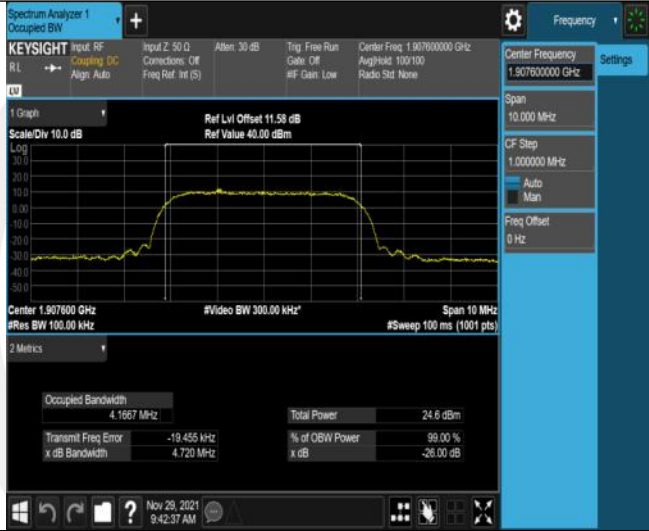 Spectrum Analyzer 1
Occupied BW
Frequency
KEYSIGHT
Input: RF
Coupling: DC
Align: Auto
Input Z: 50 Ω
Corrections: Off
Freq Ref: Int (S)
Atten: 30 dB
Trig: Free Run
Gate: Off
#IF Gain: Low
Center Freq: 1.907600000 GHz
Avg|Hold: 100/100
Radio Std: None
R L
LV
Center Frequency
1.907600000 GHz
Settings
Span
10.000 MHz
CF Step
1.000000 MHz
Auto
Man
Freq Offset
0 Hz
1 Graph
Scale/Div 10.0 dB
Ref Lvl Offset 11.58 dB
Ref Value 40.00 dBm
Log
30.0
20.0
10.0
0.00
-10.0
-20.0
-30.0
-40.0
-50.0
Center 1.907600 GHz
#Video BW 300.00 kHz*
Span 10 MHz
#Res BW 100.00 kHz
#Sweep 100 ms (1001 pts)
2 Metrics
Occupied Bandwidth
4.1667 MHz
Total Power 24.6 dBm
Transmit Freq Error -19.455 kHz
% of OBW Power 99.00 %
x dB Bandwidth 4.720 MHz
x dB -26.00 dB
Nov 29, 2021
9:42:37 AM